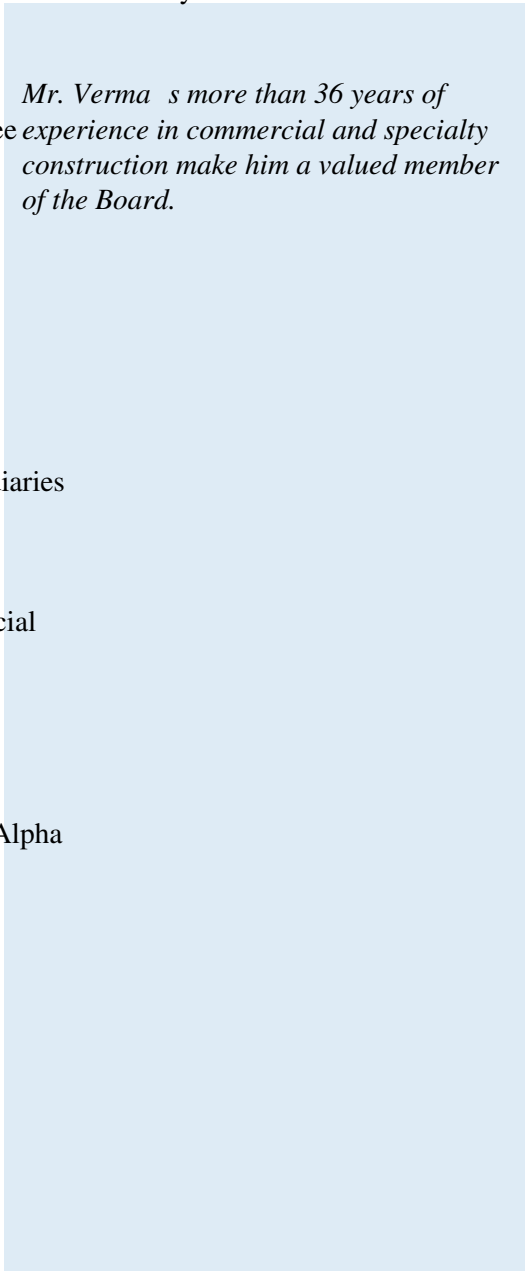 Mr. Verma s more than 36 years of
ee experience in commercial and specialty
construction make him a valued member
of the Board.
iaries
cial
Alpha